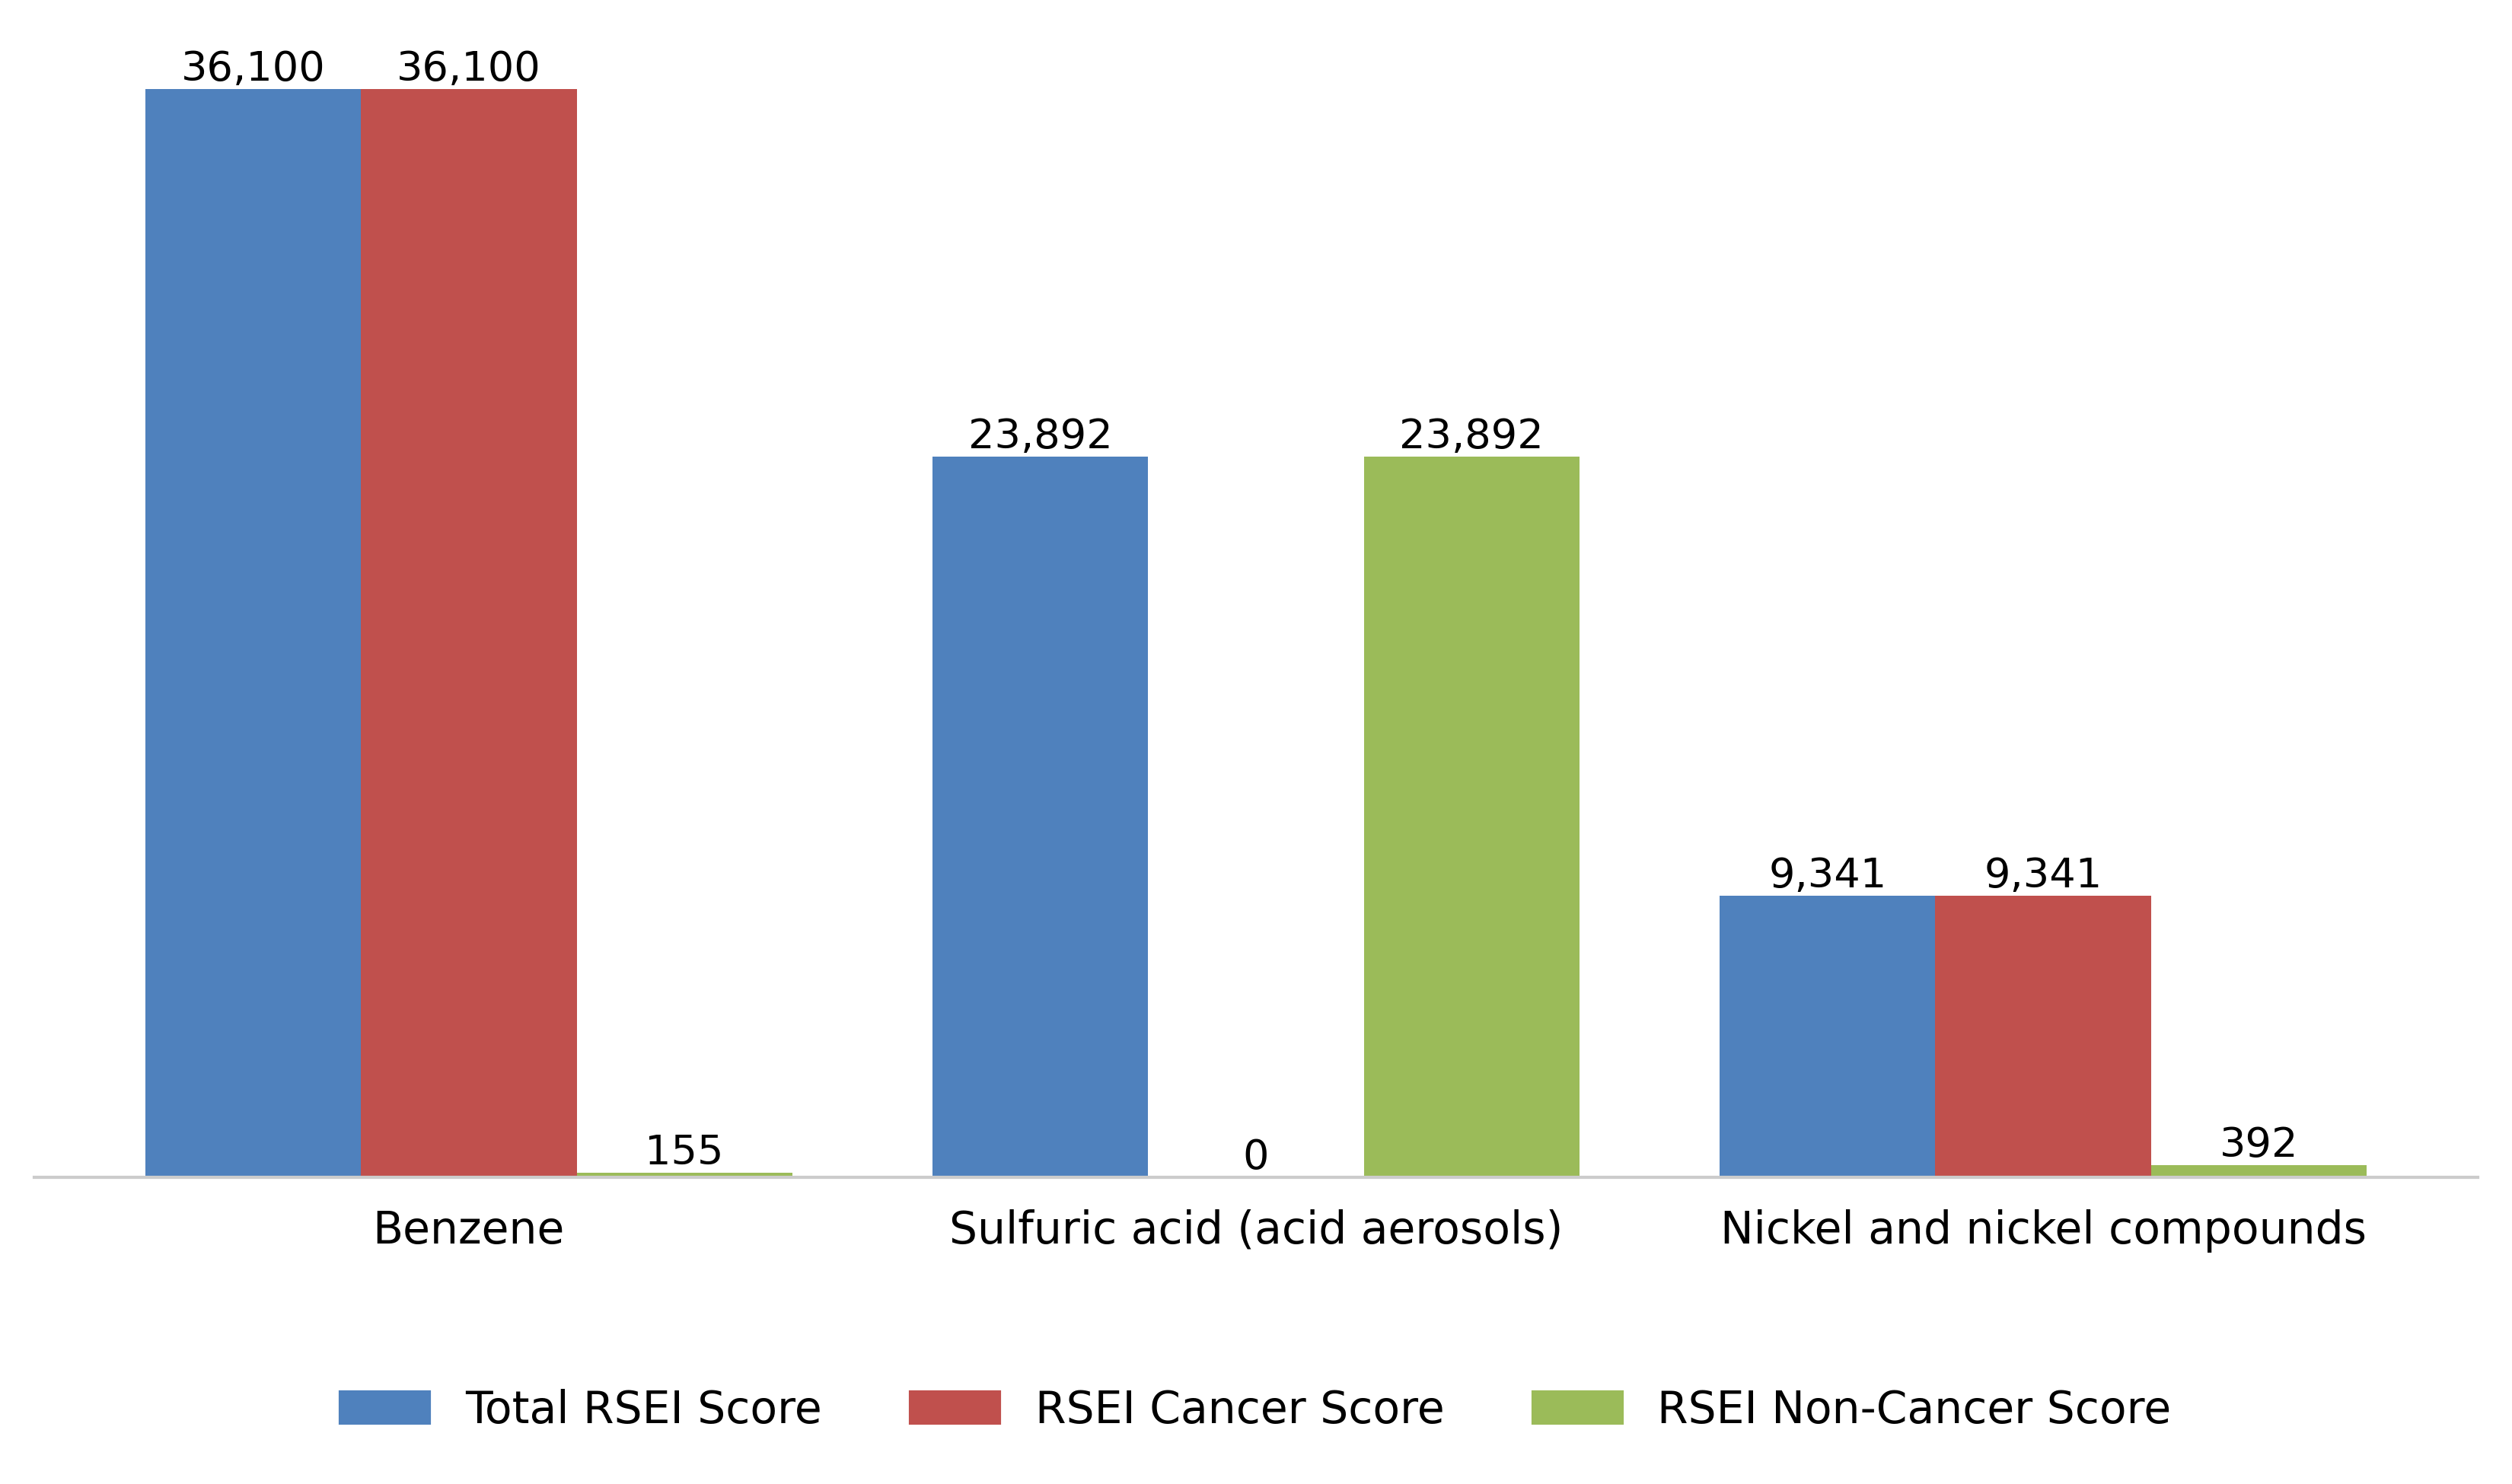 36,100 36,100
23,892 23,892
9,341 9,341
155 0 392
Benzene Sulfuric acid (acid aerosols) Nickel and nickel compounds
Total RSEI Score RSEI Cancer Score RSEI Non-Cancer Score